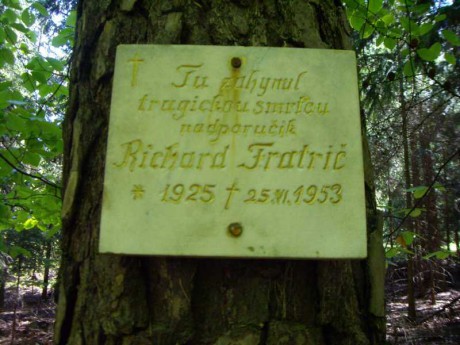 † Tu zahynul
tragickou smrťou
nadporučík
Richard Fratrič
* 1925 † 25.VI.1953